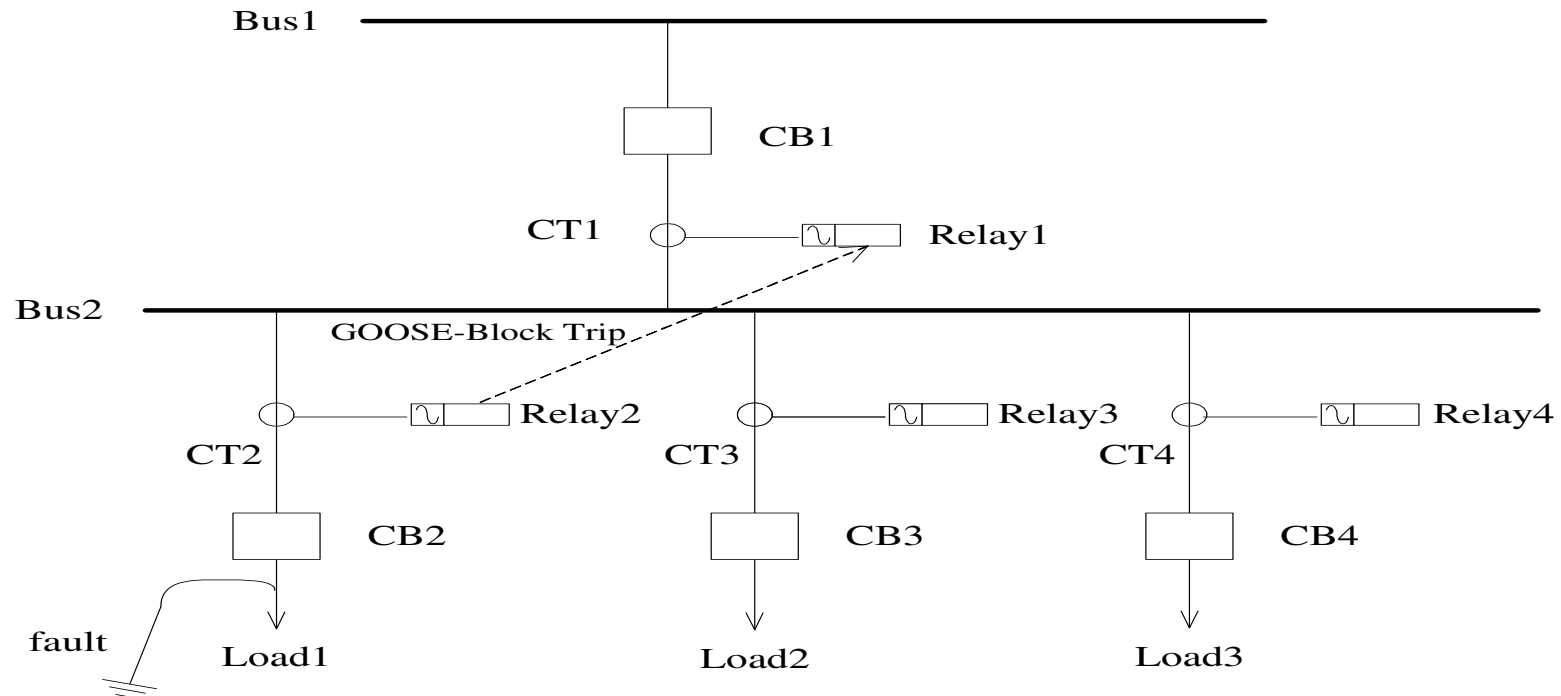 Bus1
CB1
CT1
Relay1
Bus2
GOOSE-Block Trip
Relay2
Relay3
Relay4
CT2
CT3
CT4
CB2
CB3
CB4
fault
Load1
Load2
Load3